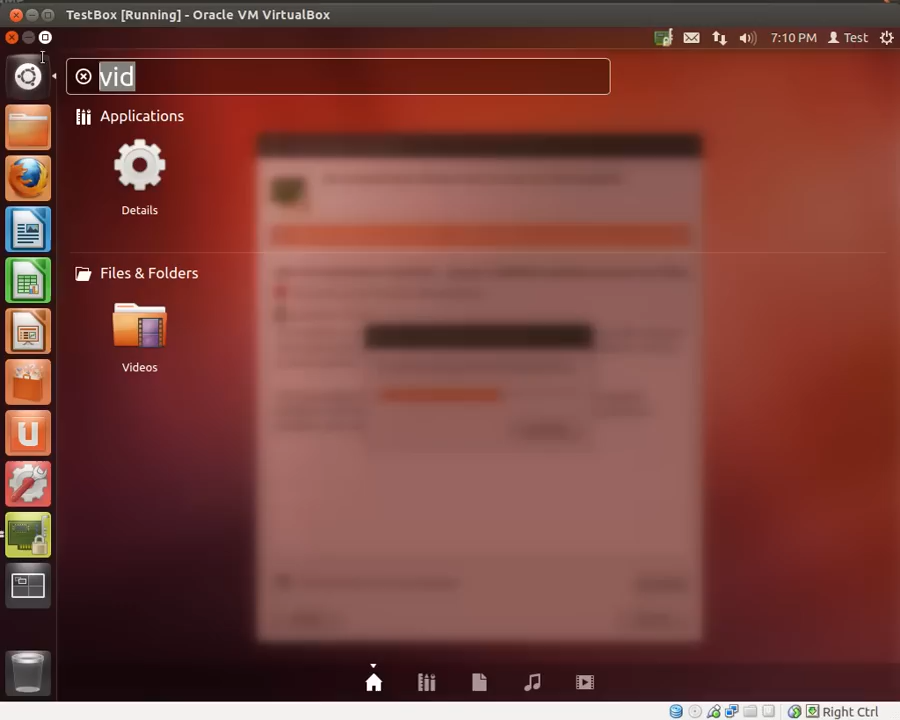 TestBox [Running] - Oracle VM VirtualBox
7:10 PM Test
vid
Applications
Details
Files & Folders
Videos
Right Ctrl